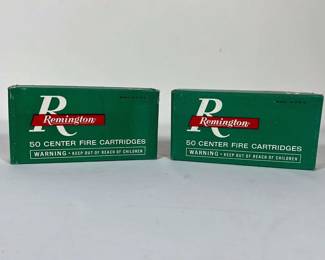 R
Remington
50 CENTER FIRE CARTRIDGES
WARNING • KEEP OUT OF REACH OF CHILDREN
R
Remington
50 CENTER FIRE CARTRIDGES
WARNING • KEEP OUT OF REACH OF CHILDREN